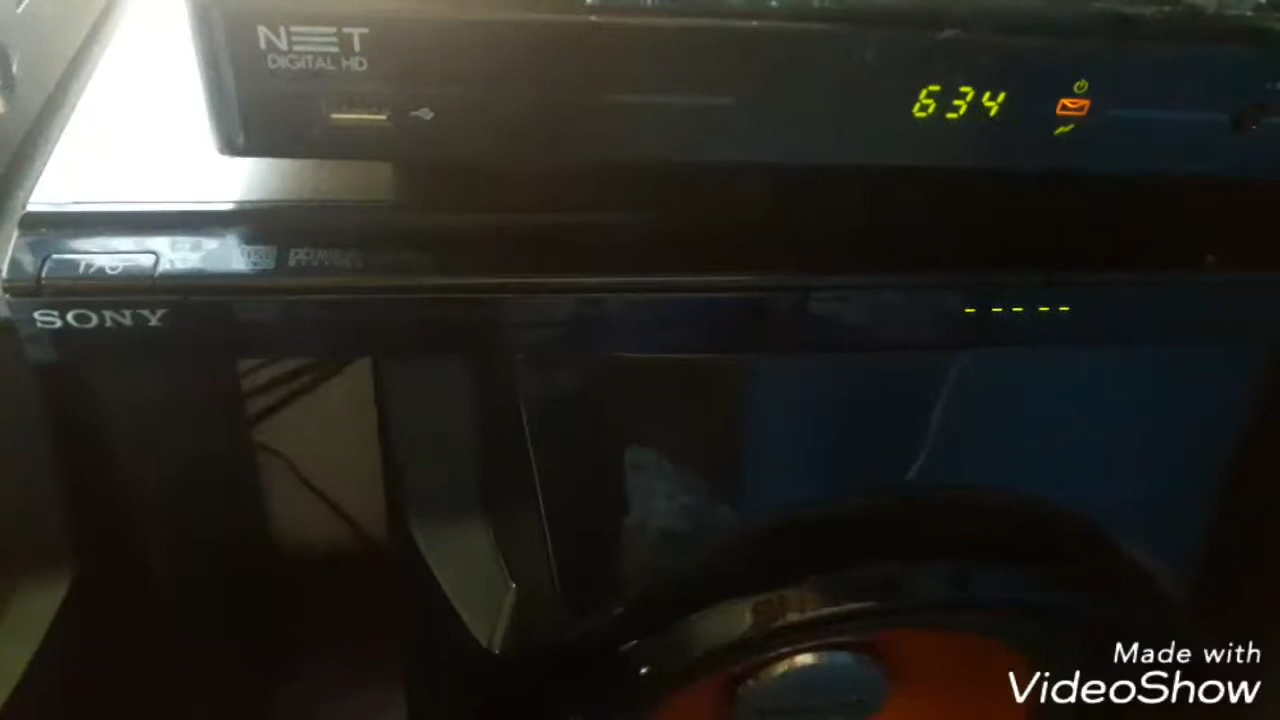 NET
DIGITAL HD
634
SONY
- - - - -
Made with
VideoShow